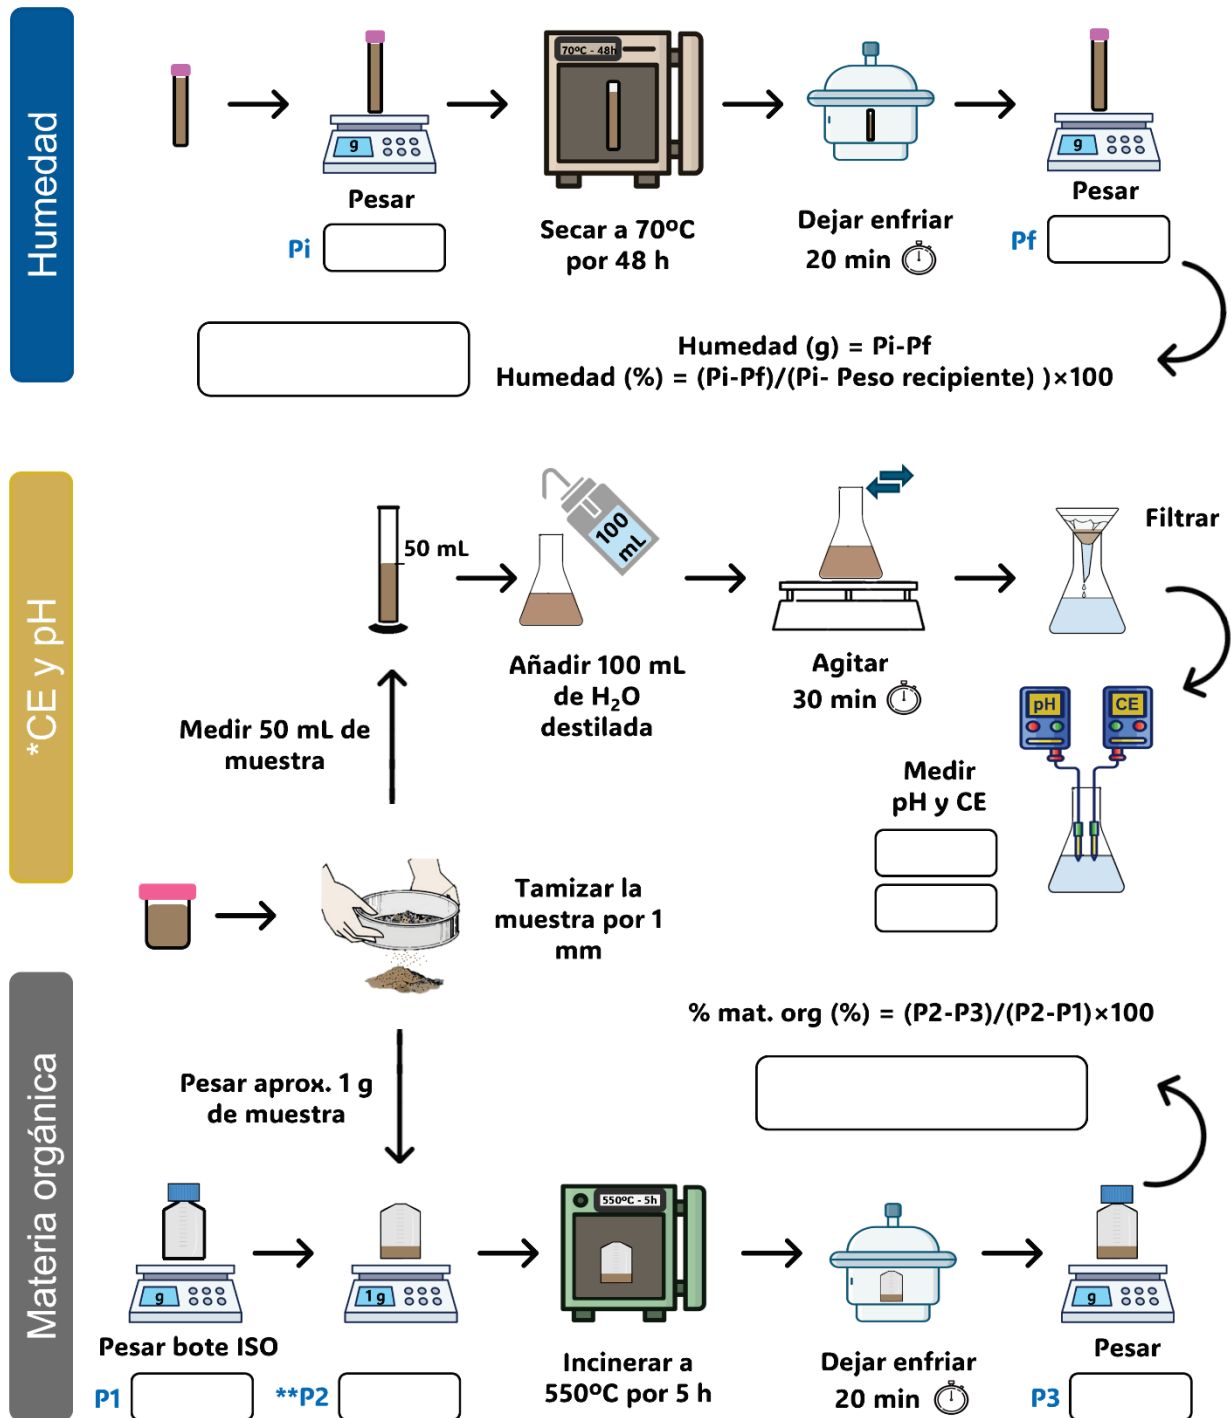 Humedad
g
Pesar
Pi
70ºC - 48h
Secar a 70ºC
por 48 h
Dejar enfriar
20 min
g
Pesar
Pf
Humedad (g) = Pi-Pf
Humedad (%) = (Pi-Pf)/(Pi- Peso recipiente) )×100
*CE y pH
50 mL
100
mL
Filtrar
Medir 50 mL de
muestra
Añadir 100 mL
de H₂O
destilada
Agitar
30 min
pH
CE
Medir
pH y CE
Tamizar la
muestra por 1
mm
Materia orgánica
% mat. org (%) = (P2-P3)/(P2-P1)×100
Pesar aprox. 1 g
de muestra
g
Pesar bote ISO
P1
1 g
**P2
550ºC - 5h
Incinerar a
550ºC por 5 h
Dejar enfriar
20 min
g
Pesar
P3